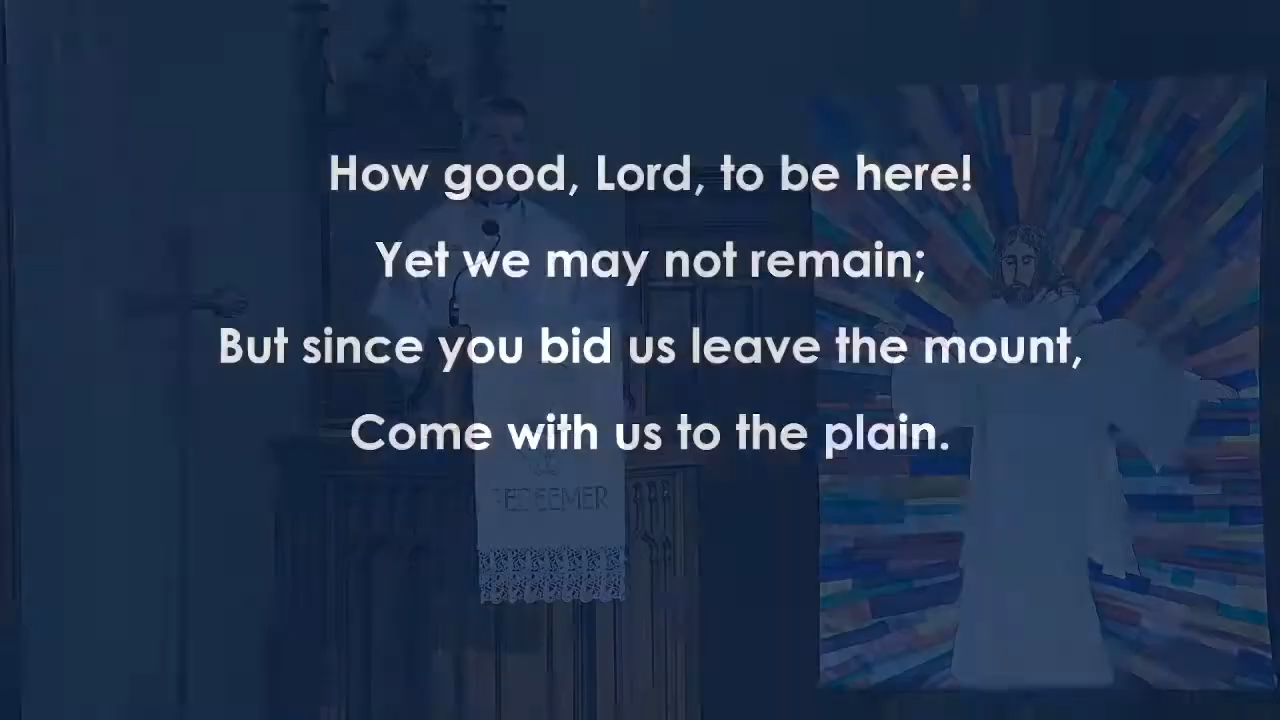 How good, Lord, to be here!
Yet we may not remain;
But since you bid us leave the mount,
Come with us to the plain.
REDEEMER